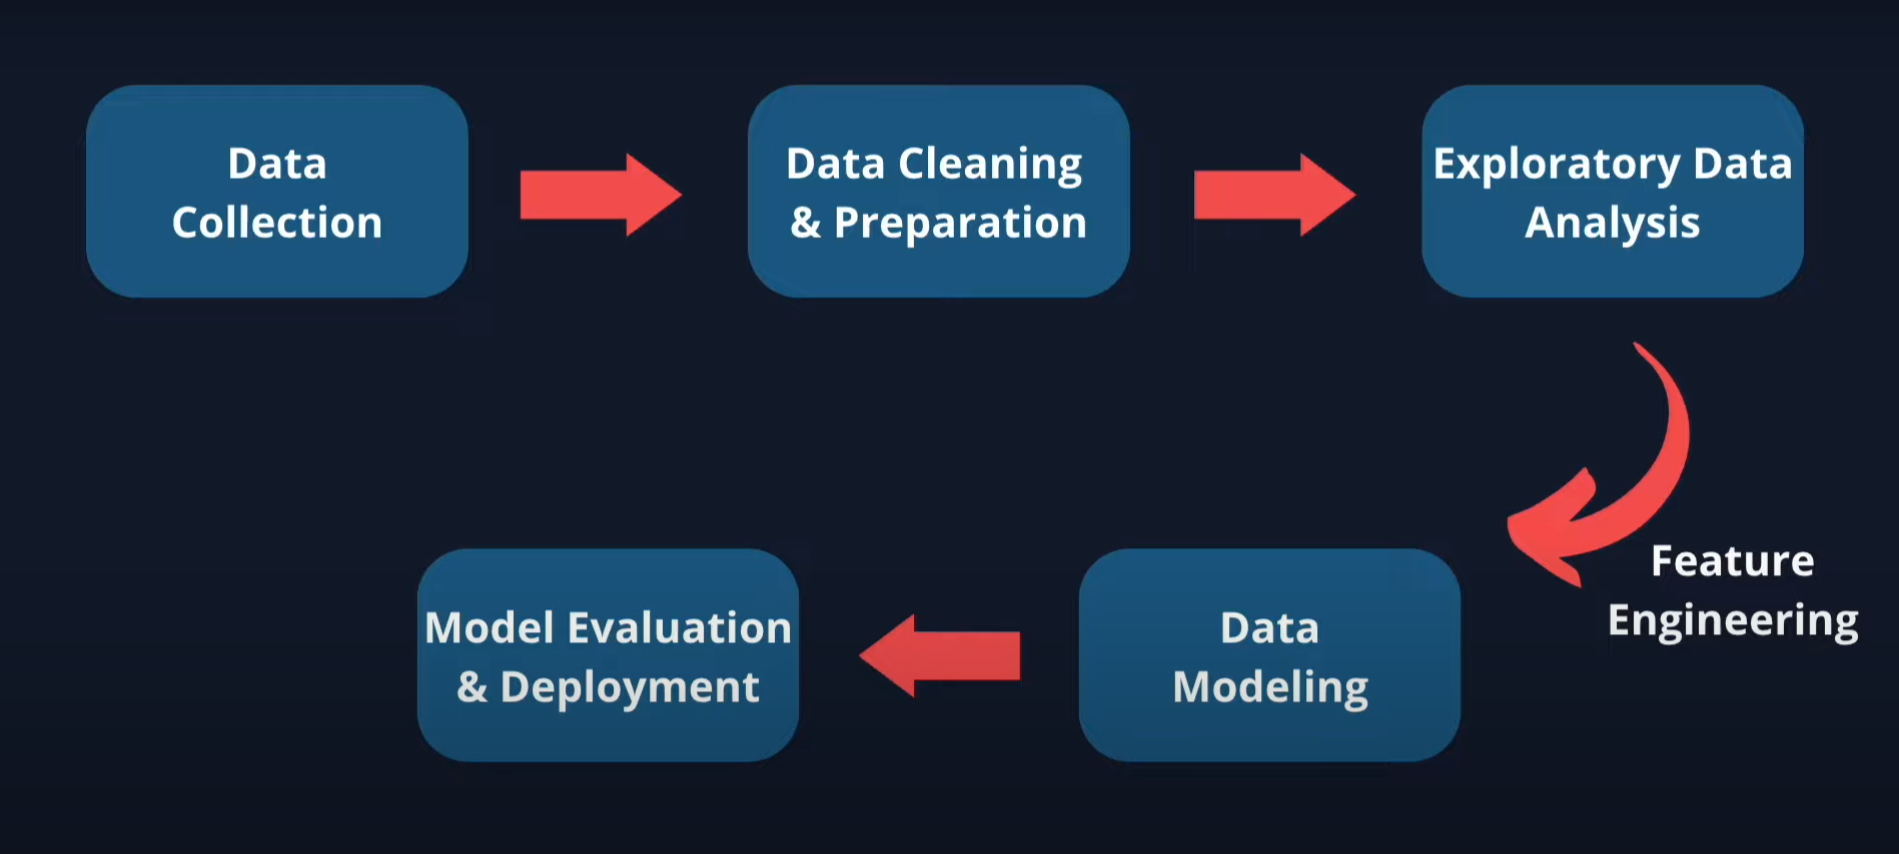 Data
Collection
Data Cleaning
& Preparation
Exploratory Data
Analysis
Feature
Engineering
Data
Modeling
Model Evaluation
& Deployment